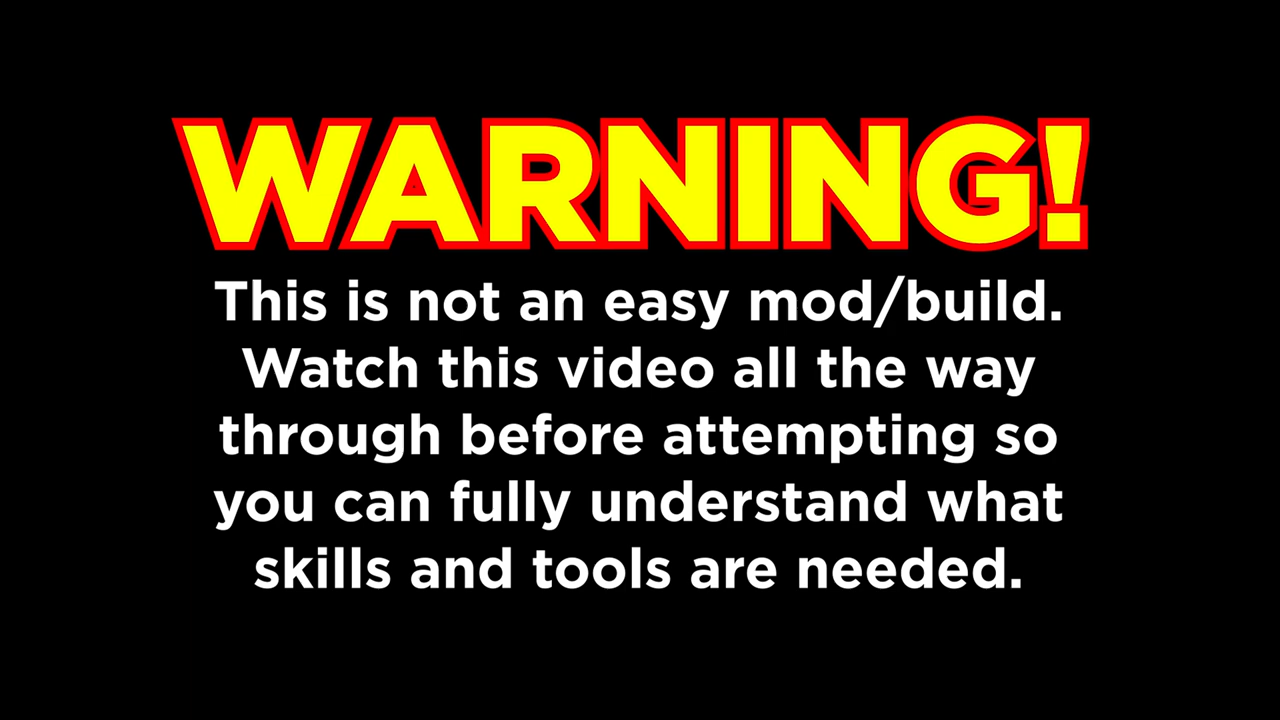 WARNING!
This is not an easy mod/build.
Watch this video all the way
through before attempting so
you can fully understand what
skills and tools are needed.